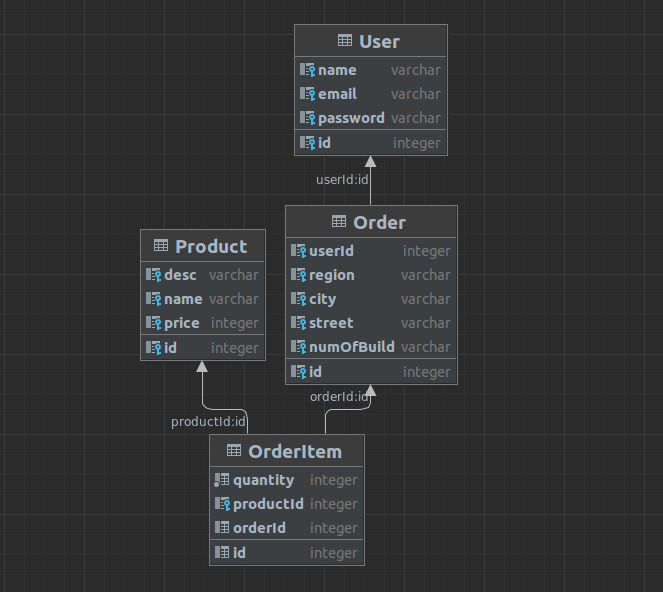 User
name varchar
email varchar
password varchar
id integer
userId:id
Order
userId integer
region varchar
city varchar
street varchar
numOfBuild varchar
id integer
Product
desc varchar
name varchar
price integer
id integer
orderId:id
productId:id
OrderItem
quantity integer
productId integer
orderId integer
id integer